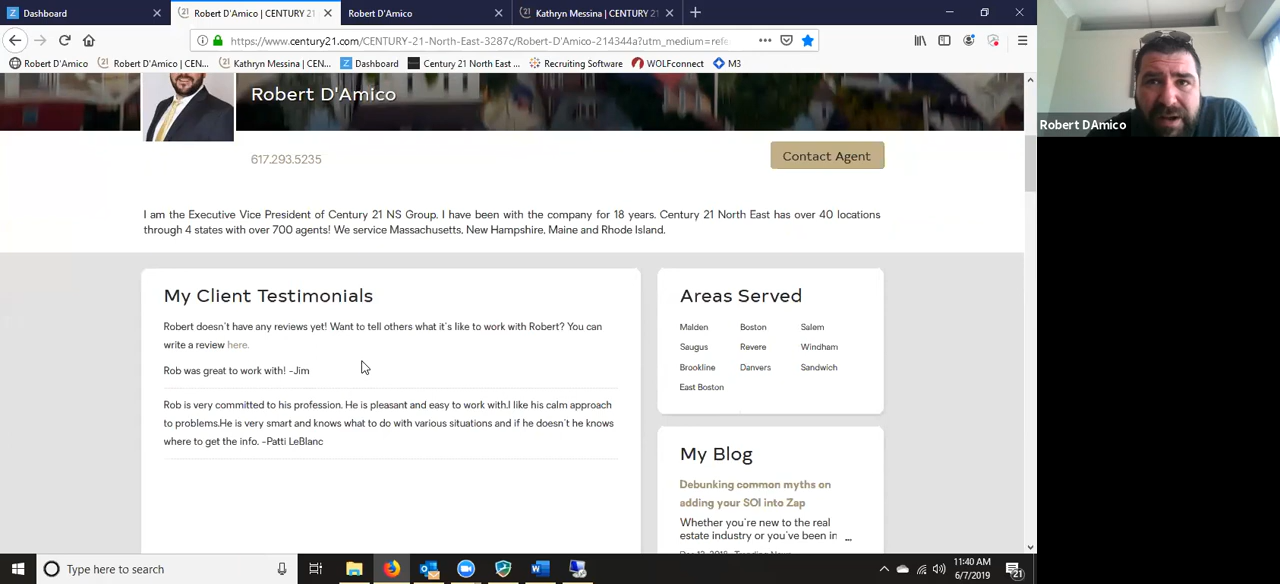 Dashboard
Robert D'Amico | CENTURY 21
Robert D'Amico
Kathryn Messina | CENTURY 21
https://www.century21.com/CENTURY-21-North-East-3287c/Robert-D'Amico-214344a?utm_medium=refe
Robert D'Amico
Robert D'Amico | CEN...
Kathryn Messina | CEN...
Dashboard
Century 21 North East ...
Recruiting Software
WOLFconnect
M3
Robert D'Amico
617.293.5235
Contact Agent
I am the Executive Vice President of Century 21 NS Group. I have been with the company for 18 years. Century 21 North East has over 40 locations
through 4 states with over 700 agents! We service Massachusetts, New Hampshire, Maine and Rhode Island.
My Client Testimonials
Robert doesn't have any reviews yet! Want to tell others what it's like to work with Robert? You can
write a review here.
Rob was great to work with! -Jim
Rob is very committed to his profession. He is pleasant and easy to work with.I like his calm approach
to problems.He is very smart and knows what to do with various situations and if he doesn't he knows
where to get the info. -Patti LeBlanc
Areas Served
Malden Boston Salem
Saugus Revere Windham
Brookline Danvers Sandwich
East Boston
My Blog
Debunking common myths on
adding your SOI into Zap
Whether you're new to the real
estate industry or you've been in ...
Robert DAmico
Type here to search
11:40 AM
6/7/2019
21